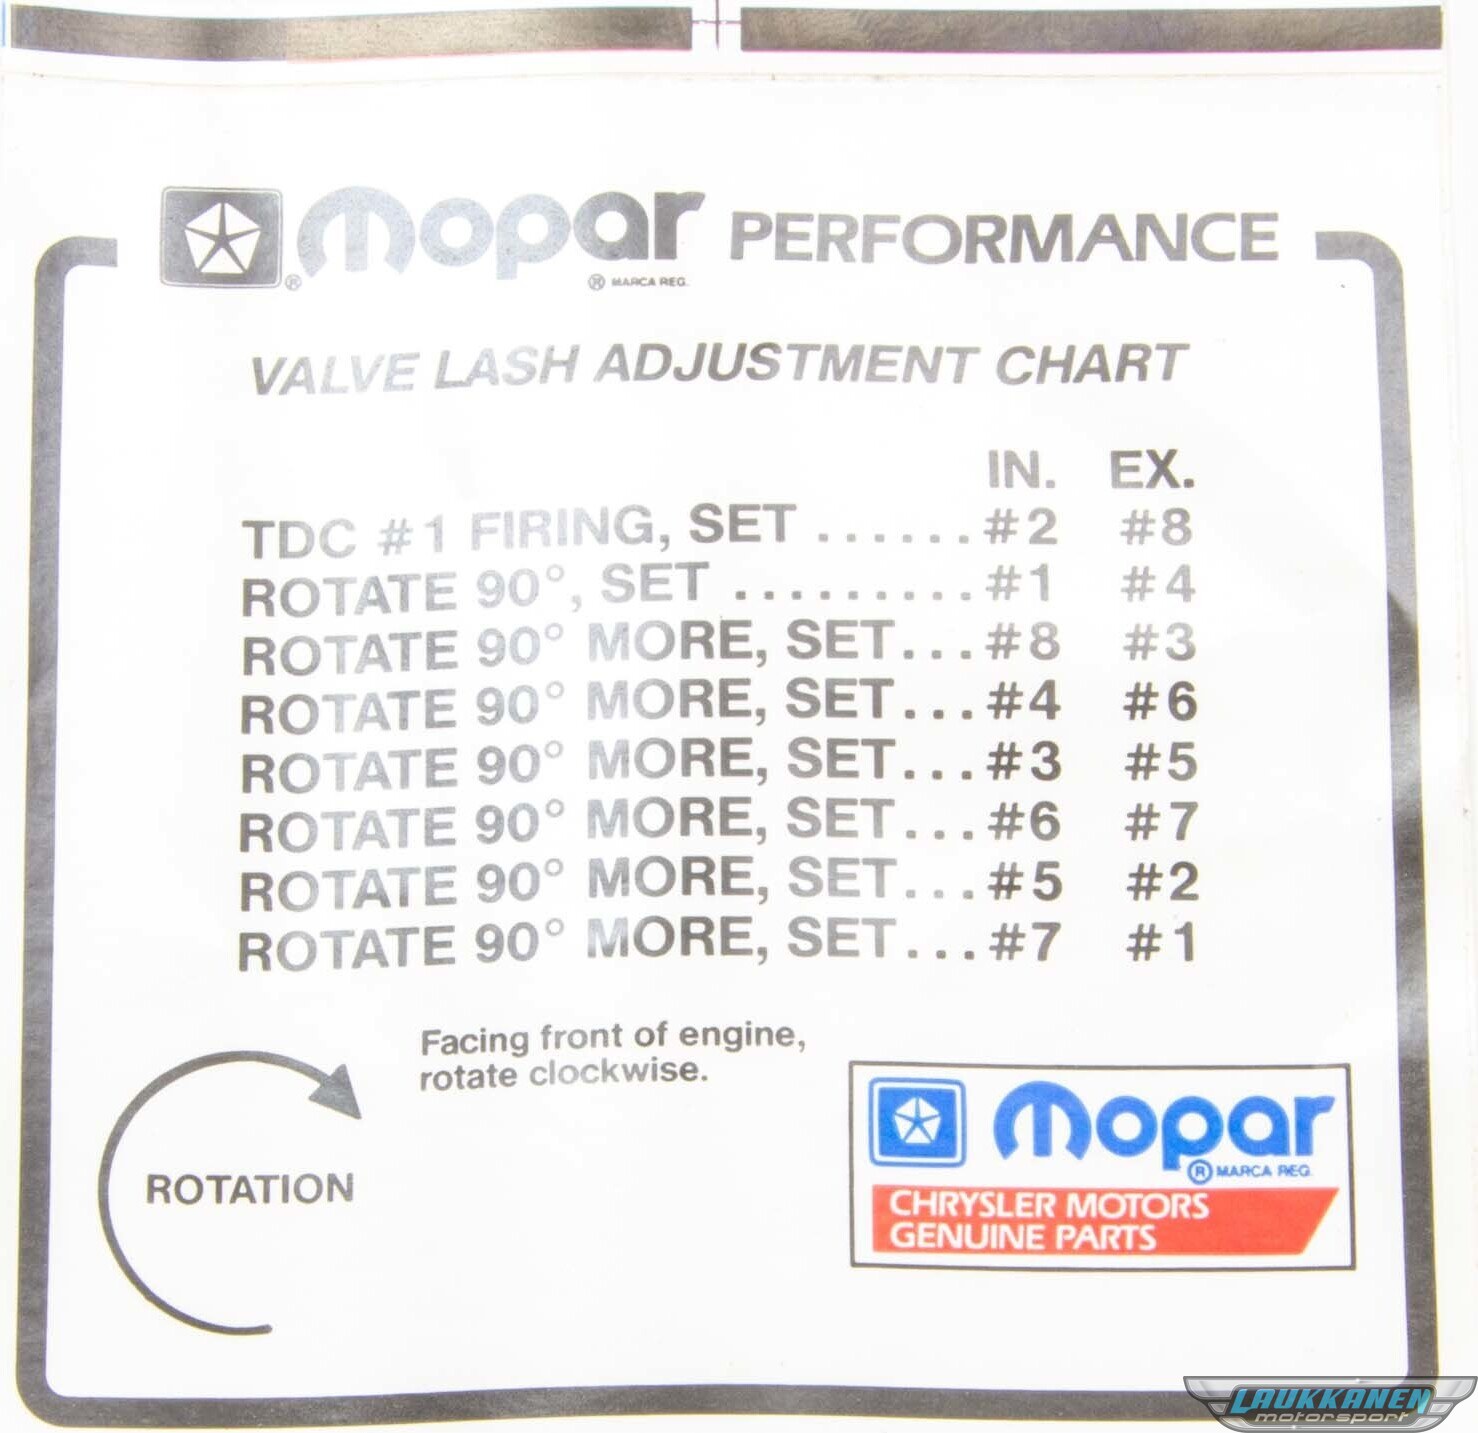 ® mopar PERFORMANCE
® MARCA REG.
VALVE LASH ADJUSTMENT CHART
IN. EX.
TDC #1 FIRING, SET ...... #2 #8
ROTATE 90°, SET ......... #1 #4
ROTATE 90° MORE, SET... #8 #3
ROTATE 90° MORE, SET... #4 #6
ROTATE 90° MORE, SET... #3 #5
ROTATE 90° MORE, SET... #6 #7
ROTATE 90° MORE, SET... #5 #2
ROTATE 90° MORE, SET... #7 #1
Facing front of engine,
rotate clockwise.
ROTATION
mopar
® MARCA REG.
CHRYSLER MOTORS
GENUINE PARTS
LAUKKANEN
motorsport